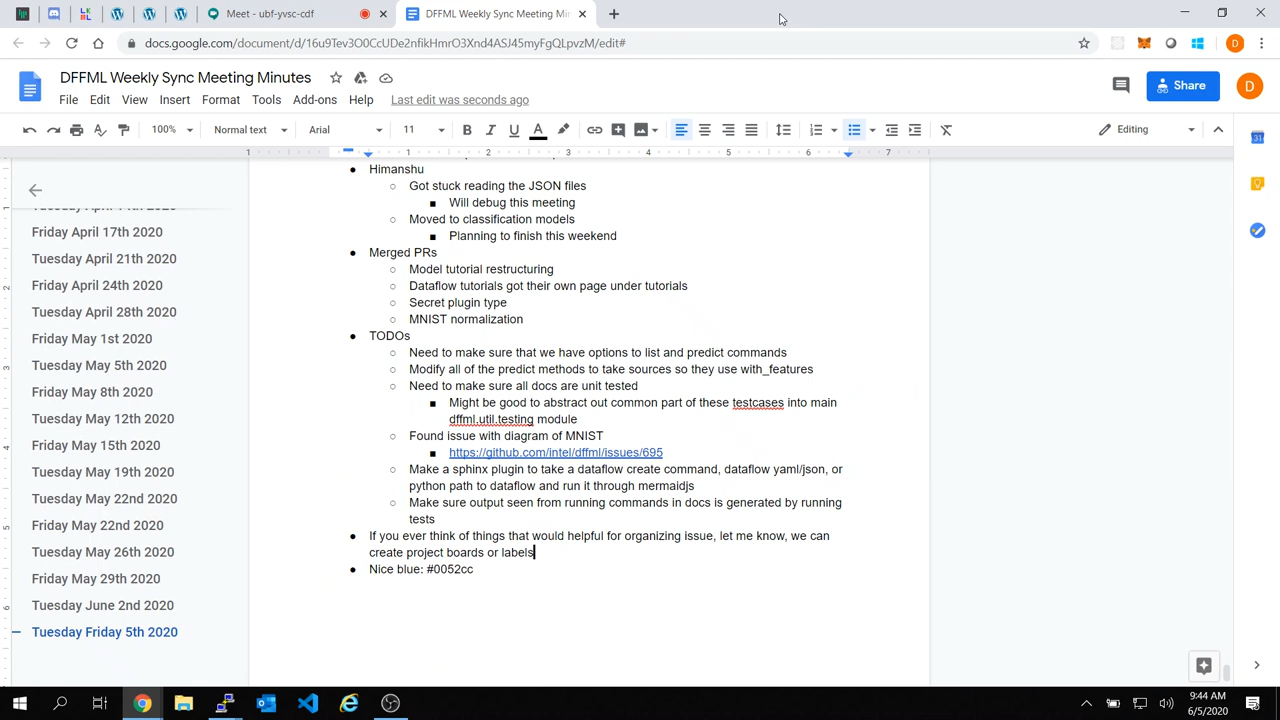 Meet - ubf-yvsc-cdf
DFFML Weekly Sync Meeting Min
docs.google.com/document/d/16u9Tev3O0CcUDe2nfikHmrO3Xnd4ASJ45myFgQLpvzM/edit#
DFFML Weekly Sync Meeting Minutes
File Edit View Insert Format Tools Add-ons Help Last edit was seconds ago
Share
D
100% Normal text Arial 11 B I U A Editing
1 1 2 3 4 5 6 7
Himanshu
Got stuck reading the JSON files
Will debug this meeting
Moved to classification models
Planning to finish this weekend
Merged PRs
Model tutorial restructuring
Dataflow tutorials got their own page under tutorials
Secret plugin type
MNIST normalization
TODOs
Need to make sure that we have options to list and predict commands
Modify all of the predict methods to take sources so they use with_features
Need to make sure all docs are unit tested
Might be good to abstract out common part of these testcases into main
dffml.util.testing module
Found issue with diagram of MNIST
https://github.com/intel/dffml/issues/695
Make a sphinx plugin to take a dataflow create command, dataflow yaml/json, or
python path to dataflow and run it through mermaidjs
Make sure output seen from running commands in docs is generated by running
tests
If you ever think of things that would helpful for organizing issue, let me know, we can
create project boards or labels
Nice blue: #0052cc
Friday April 17th 2020
Tuesday April 21th 2020
Friday April 24th 2020
Tuesday April 28th 2020
Friday May 1st 2020
Tuesday May 5th 2020
Friday May 8th 2020
Tuesday May 12th 2020
Friday May 15th 2020
Tuesday May 19th 2020
Tuesday May 22nd 2020
Friday May 22nd 2020
Tuesday May 26th 2020
Friday May 29th 2020
Tuesday June 2nd 2020
Tuesday Friday 5th 2020
9:44 AM
6/5/2020